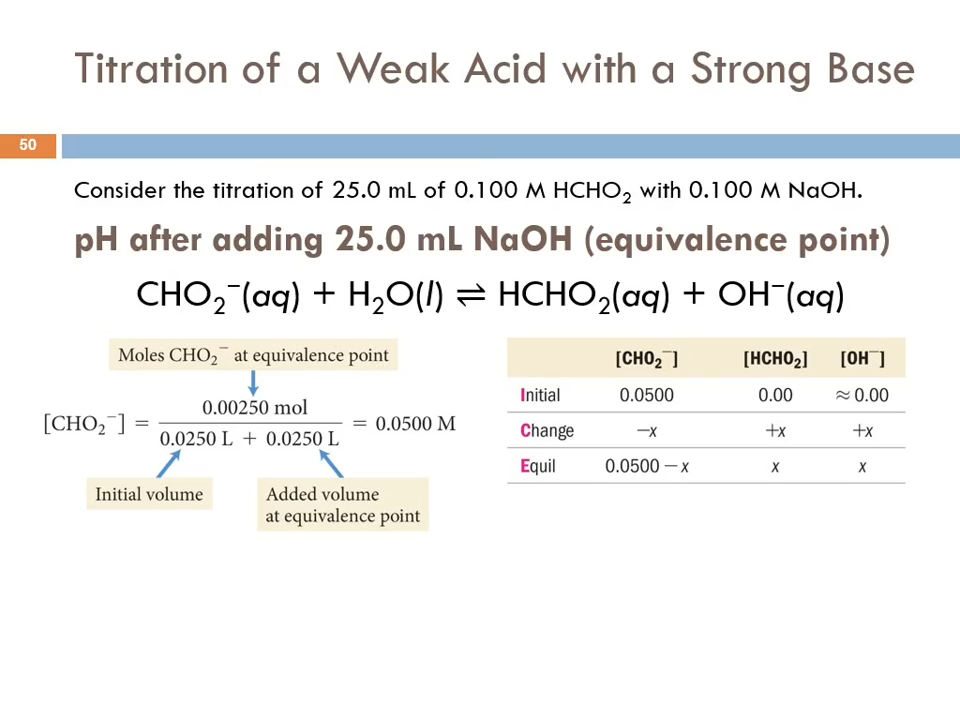 Titration of a Weak Acid with a Strong Base
50
Consider the titration of 25.0 mL of 0.100 M HCHO₂ with 0.100 M NaOH.
pH after adding 25.0 mL NaOH (equivalence point)
CHO₂⁻(aq) + H₂O(l) ⇌ HCHO₂(aq) + OH⁻(aq)
Moles CHO₂⁻ at equivalence point
[CHO₂⁻] = 0.00250 mol / 0.0250 L + 0.0250 L = 0.0500 M
Initial volume
Added volume
at equivalence point
[CHO₂⁻] [HCHO₂] [OH⁻]
Initial 0.0500 0.00 ≈ 0.00
Change −x +x +x
Equil 0.0500 − x x x